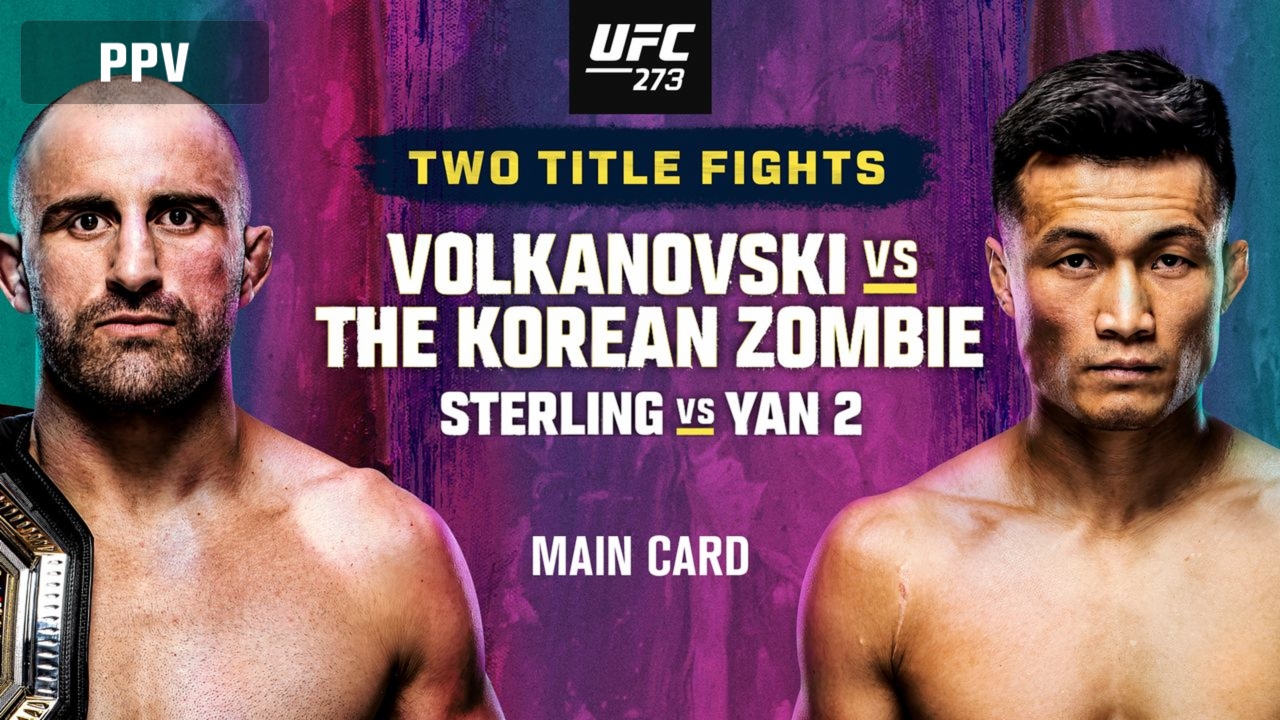 PPV
UFC
273
TWO TITLE FIGHTS
VOLKANOVSKI VS
THE KOREAN ZOMBIE
STERLING VS YAN 2
MAIN CARD